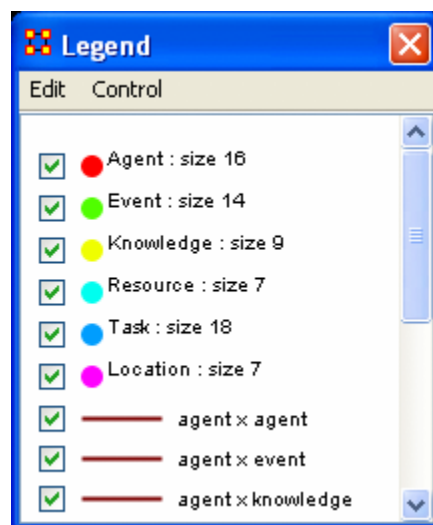 Legend
Edit Control
Agent : size 16
Event : size 14
Knowledge : size 9
Resource : size 7
Task : size 18
Location : size 7
agent x agent
agent x event
agent x knowledge